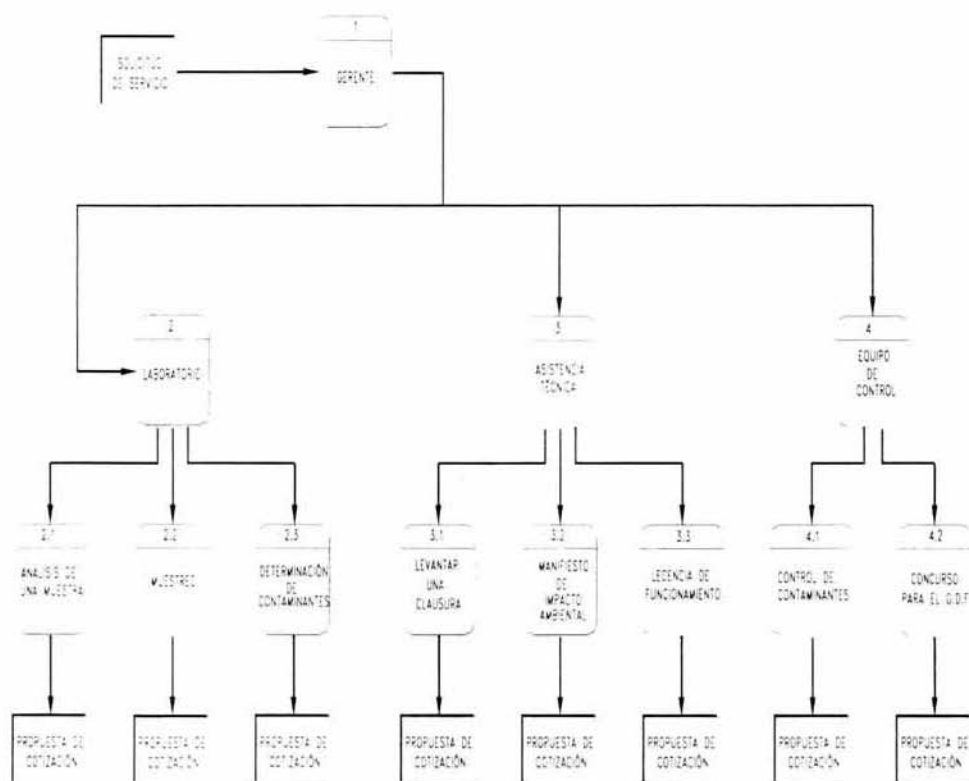 1
SOLICITUD
DE SERVICIO
GERENTE
2
LABORATORIO
3
ASISTENCIA
TÉCNICA
4
EQUIPO
DE
CONTROL
2.1
ANALISIS DE
UNA MUESTRA
2.2
MUESTREO
2.3
DETERMINACIÓN
DE
CONTAMINANTES
3.1
LEVANTAR
UNA
CLAUSURA
3.2
MANIFIESTO
DE
IMPACTO
AMBIENTAL
3.3
LECENCIA DE
FUNCIONAMIENTO
4.1
CONTROL DE
CONTAMINANTES
4.2
CONCURSO
PARA EL G.D.F
PROPUESTA DE
COTIZACIÓN
PROPUESTA DE
COTIZACIÓN
PROPUESTA DE
COTIZACIÓN
PROPUESTA DE
COTIZACIÓN
PROPUESTA DE
COTIZACIÓN
PROPUESTA DE
COTIZACIÓN
PROPUESTA DE
COTIZACIÓN
PROPUESTA DE
COTIZACIÓN